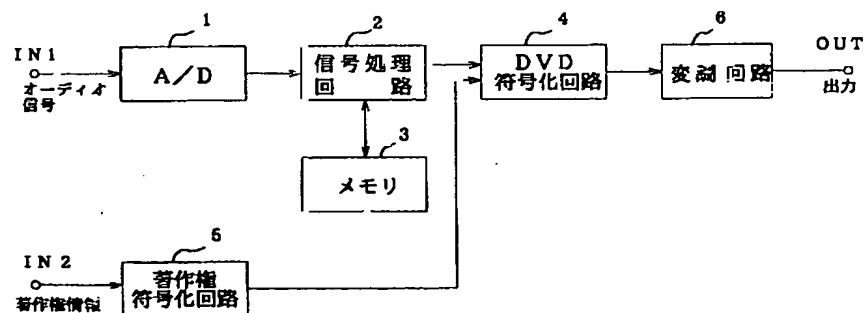 1
2
4
6
IN1
オーディオ
信号
A/D
信号処理
回路
DVD
符号化回路
変調回路
OUT
出力
3
メモリ
5
IN2
著作権情報
著作権
符号化回路